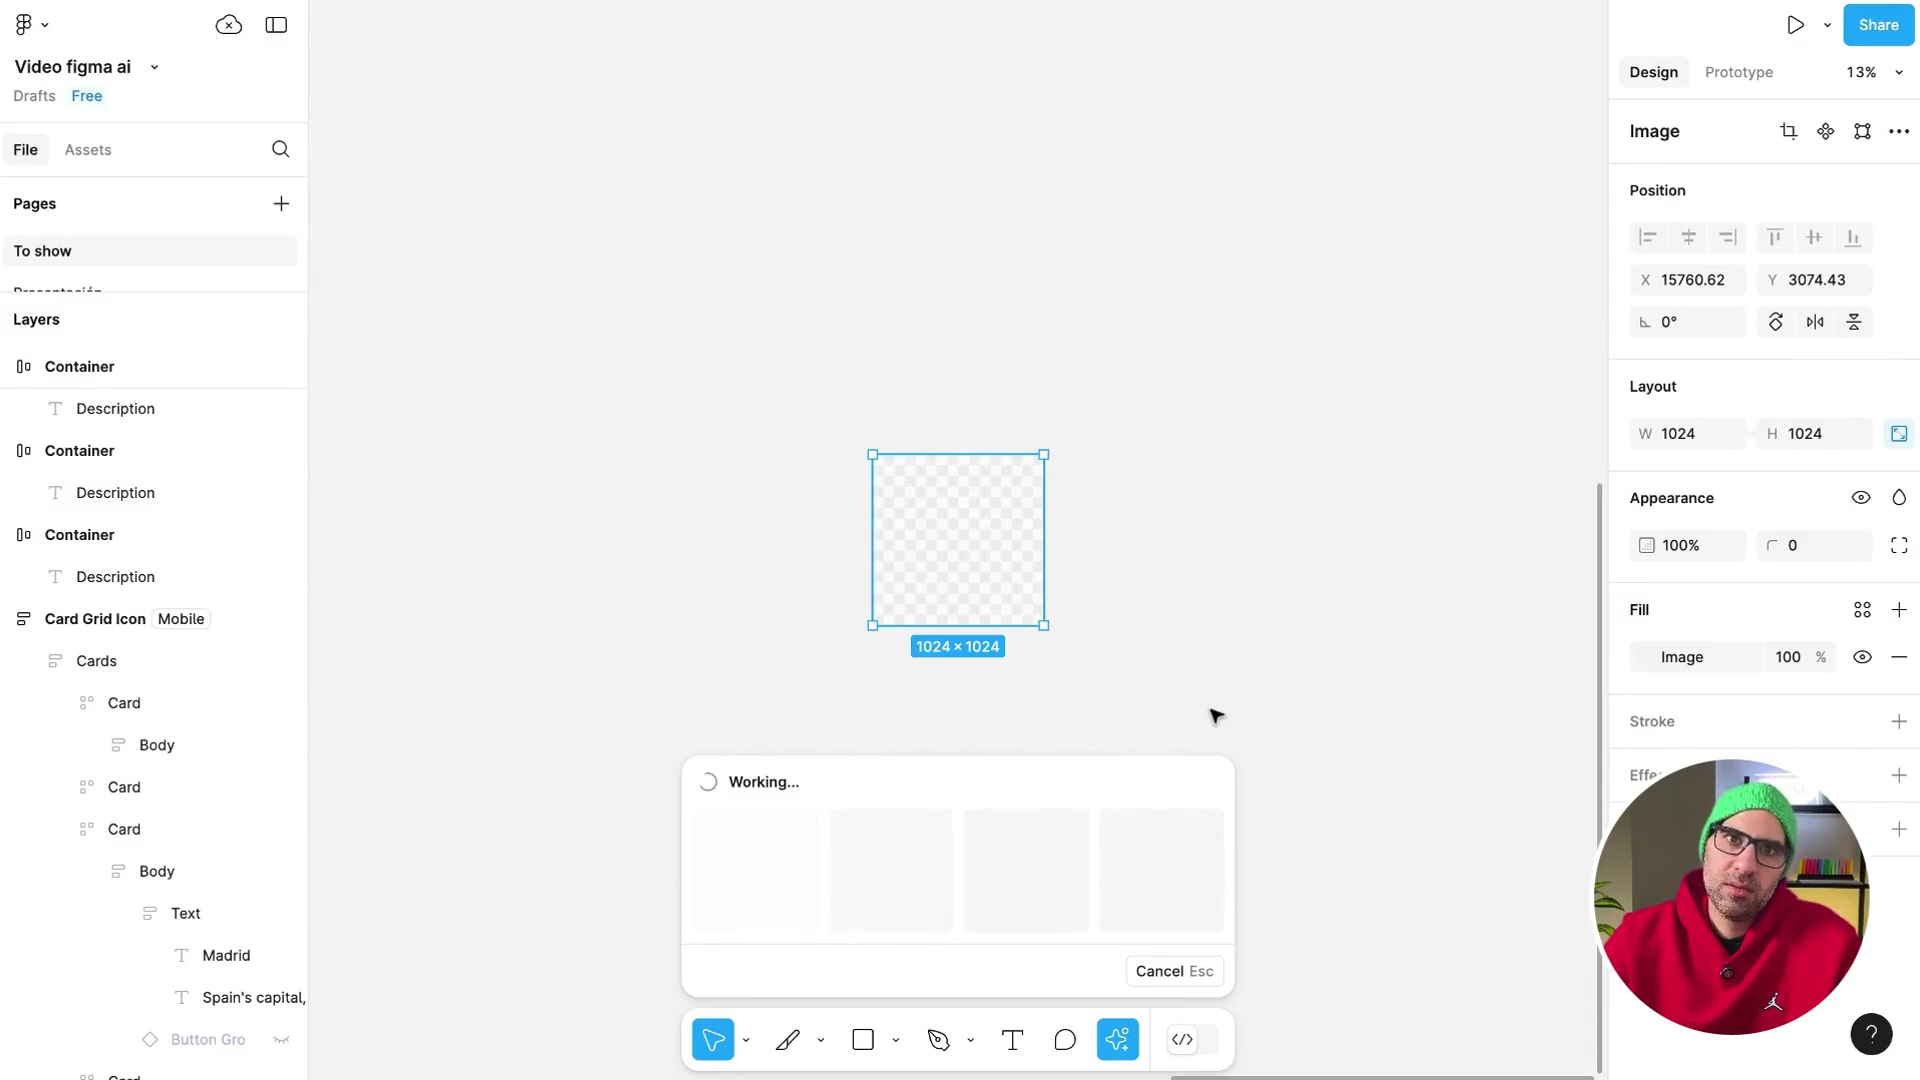 Share
Video figma ai
Drafts Free
Design Prototype 13%
Image
File Assets
Pages
Position
To show
X 15760.62 Y 3074.43
Presentación
0°
Layers
Container
Layout
Description
W 1024 H 1024
Container
Description
Appearance
Container
100% 0
Description
Fill
Card Grid Icon Mobile
1024 × 1024
Image 100 %
Cards
Card
Stroke
Body
Working...
Card
Card
Body
Text
Madrid
Cancel Esc
Spain's capital,
Button Gro
?